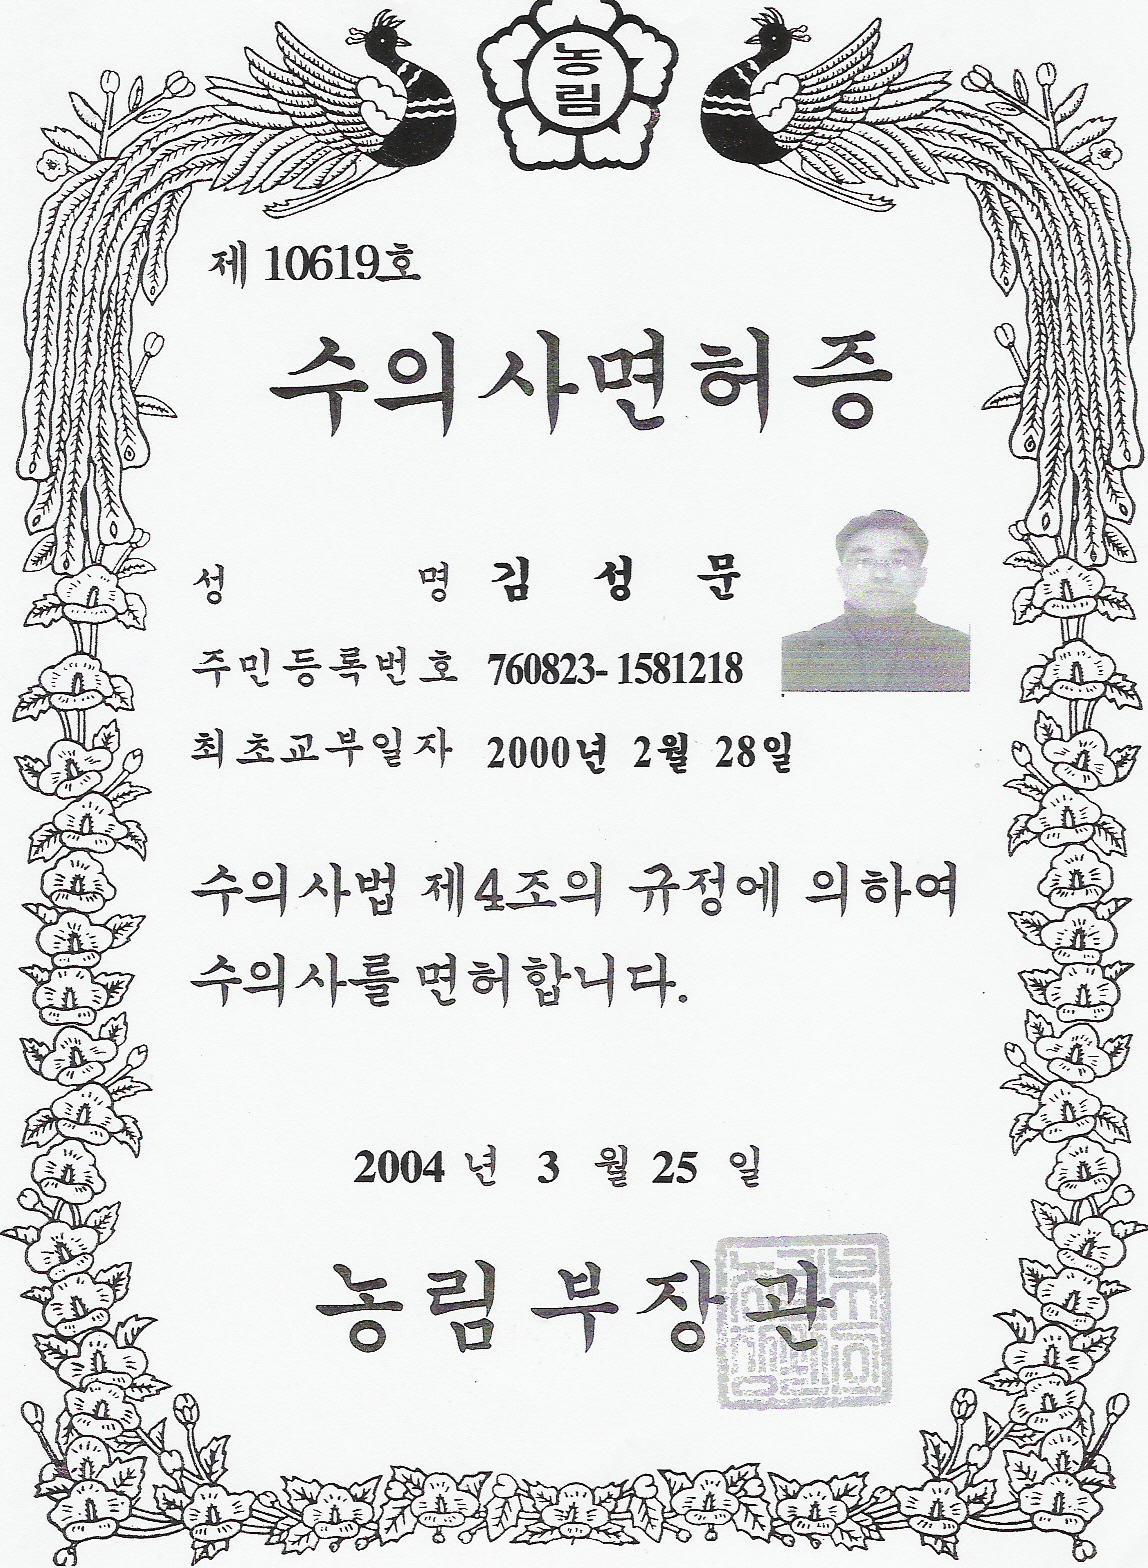 농림
제 10619호
수의사면허증
성 명 김 성 문
주민등록번호 760823-1581218
최초교부일자 2000년 2월 28일
수의사법 제4조의 규정에 의하여
수의사를 면허합니다.
2004 년 3 월 25 일
농림부장관